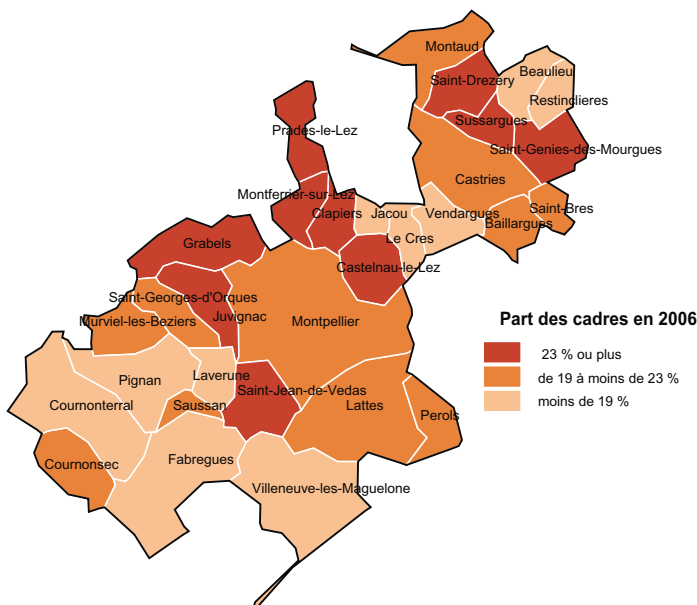 Montaud
Beaulieu
Saint-Drezery
Restinclieres
Sussargues
Prades-le-Lez
Saint-Genies-des-Mourgues
Castries
Montferrier-sur-Lez
Saint-Bres
Clapiers
Jacou
Vendargues
Baillargues
Le Cres
Grabels
Castelnau-le-Lez
Saint-Georges-d'Orques
Juvignac
Murviel-les-Beziers
Montpellier
Part des cadres en 2006
23 % ou plus
de 19 à moins de 23 %
moins de 19 %
Laverune
Pignan
Saint-Jean-de-Vedas
Cournonterral
Saussan
Lattes
Perols
Fabregues
Cournonsec
Villeneuve-les-Maguelone